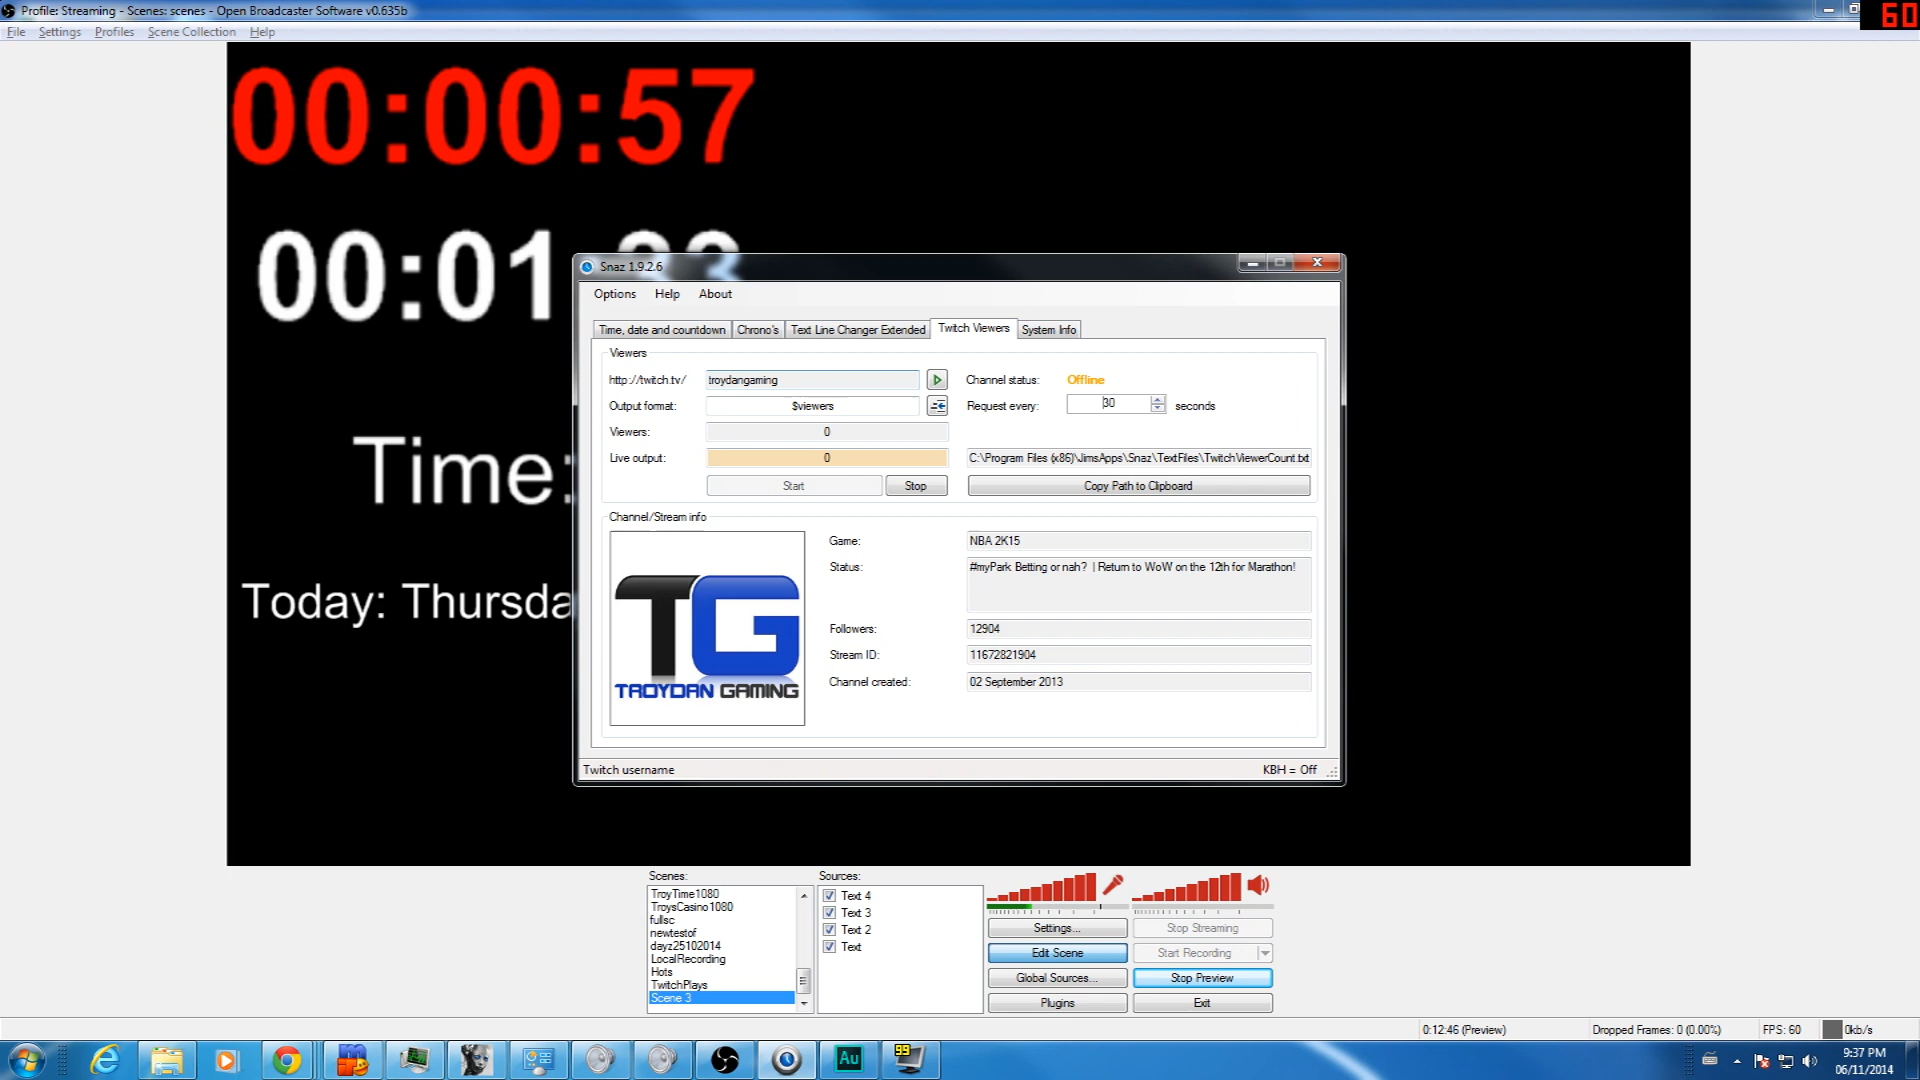 Profile: Streaming - Scenes: scenes - Open Broadcaster Software v0.635b
60
File Settings Profiles Scene Collection Help
00:00:57
00:01
Time:
Today: Thursda
Snaz 1.9.2.6
Options Help About
Time, date and countdown Chrono's Text Line Changer Extended Twitch Viewers System Info
Viewers
http://twitch.tv/ troydangaming Channel status: Offline
Output format: $viewers Request every: 30 seconds
Viewers: 0
Live output: 0 C:\Program Files (x86)\JimsApps\Snaz\TextFiles\TwitchViewerCount.txt
Start Stop Copy Path to Clipboard
Channel/Stream info
TG
TROYDAN GAMING
Game: NBA 2K15
Status: #myPark Betting or nah? | Return to WoW on the 12th for Marathon!
Followers: 12904
Stream ID: 11672821904
Channel created: 02 September 2013
Twitch username KBH = Off
Scenes:
TroyTime1080
TroysCasino1080
fullsc
newtestof
dayz25102014
LocalRecording
Hots
TwitchPlays
Scene 3
Sources:
Text 4
Text 3
Text 2
Text
Settings... Stop Streaming
Edit Scene Start Recording
Global Sources... Stop Preview
Plugins Exit
0:12:46 (Preview) Dropped Frames: 0 (0.00%) FPS: 60 0kb/s
Au
99
9:37 PM
06/11/2014